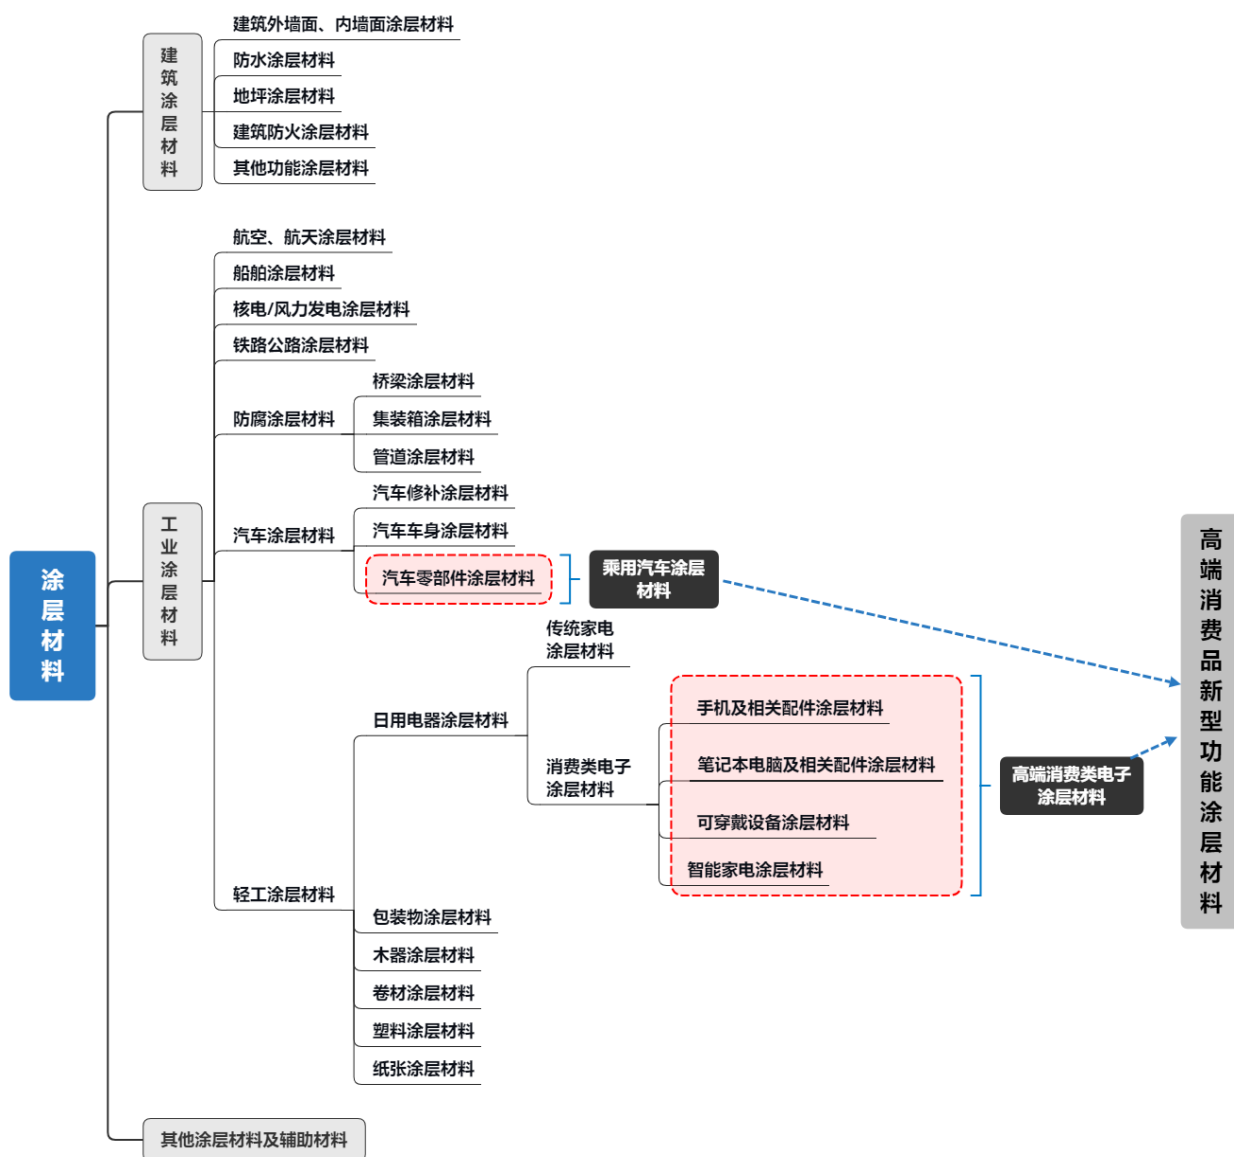 涂层材料
建筑涂层材料
建筑外墙面、内墙面涂层材料
防水涂层材料
地坪涂层材料
建筑防火涂层材料
其他功能涂层材料
工业涂层材料
航空、航天涂层材料
船舶涂层材料
核电/风力发电涂层材料
铁路公路涂层材料
防腐涂层材料
桥梁涂层材料
集装箱涂层材料
管道涂层材料
汽车涂层材料
汽车修补涂层材料
汽车车身涂层材料
汽车零部件涂层材料
乘用汽车涂层
材料
轻工涂层材料
日用电器涂层材料
传统家电
涂层材料
消费类电子
涂层材料
手机及相关配件涂层材料
笔记本电脑及相关配件涂层材料
可穿戴设备涂层材料
智能家电涂层材料
高端消费类电子
涂层材料
包装物涂层材料
木器涂层材料
卷材涂层材料
塑料涂层材料
纸张涂层材料
其他涂层材料及辅助材料
高端消费品新型功能涂层材料